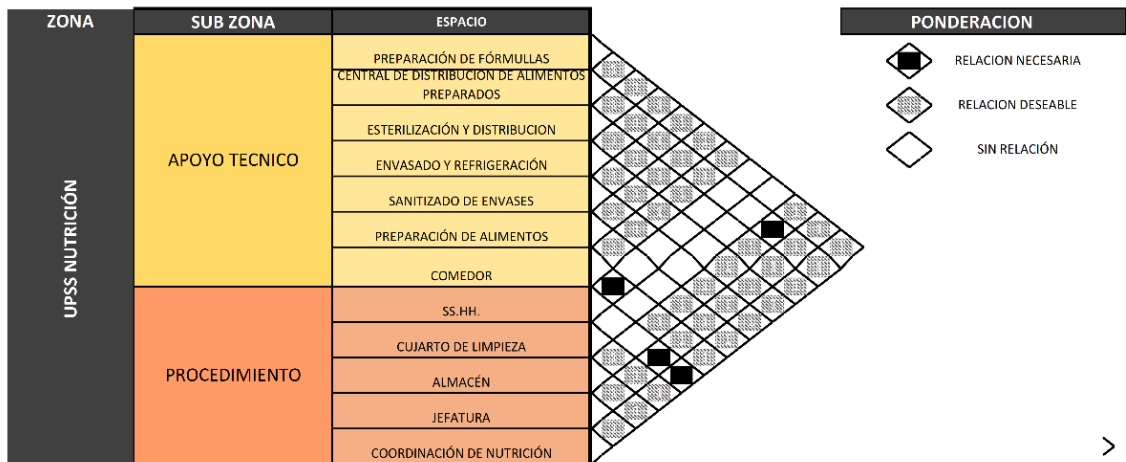 ZONA
SUB ZONA
ESPACIO
PONDERACION
PREPARACIÓN DE FÓRMULLAS
CENTRAL DE DISTRIBUCION DE ALIMENTOS
PREPARADOS
ESTERILIZACIÓN Y DISTRIBUCION
ENVASADO Y REFRIGERACIÓN
SANITIZADO DE ENVASES
PREPARACIÓN DE ALIMENTOS
COMEDOR
SS.HH.
CUJARTO DE LIMPIEZA
ALMACÉN
JEFATURA
COORDINACIÓN DE NUTRICIÓN
APOYO TECNICO
PROCEDIMIENTO
UPSS NUTRICIÓN
RELACION NECESARIA
RELACION DESEABLE
SIN RELACIÓN